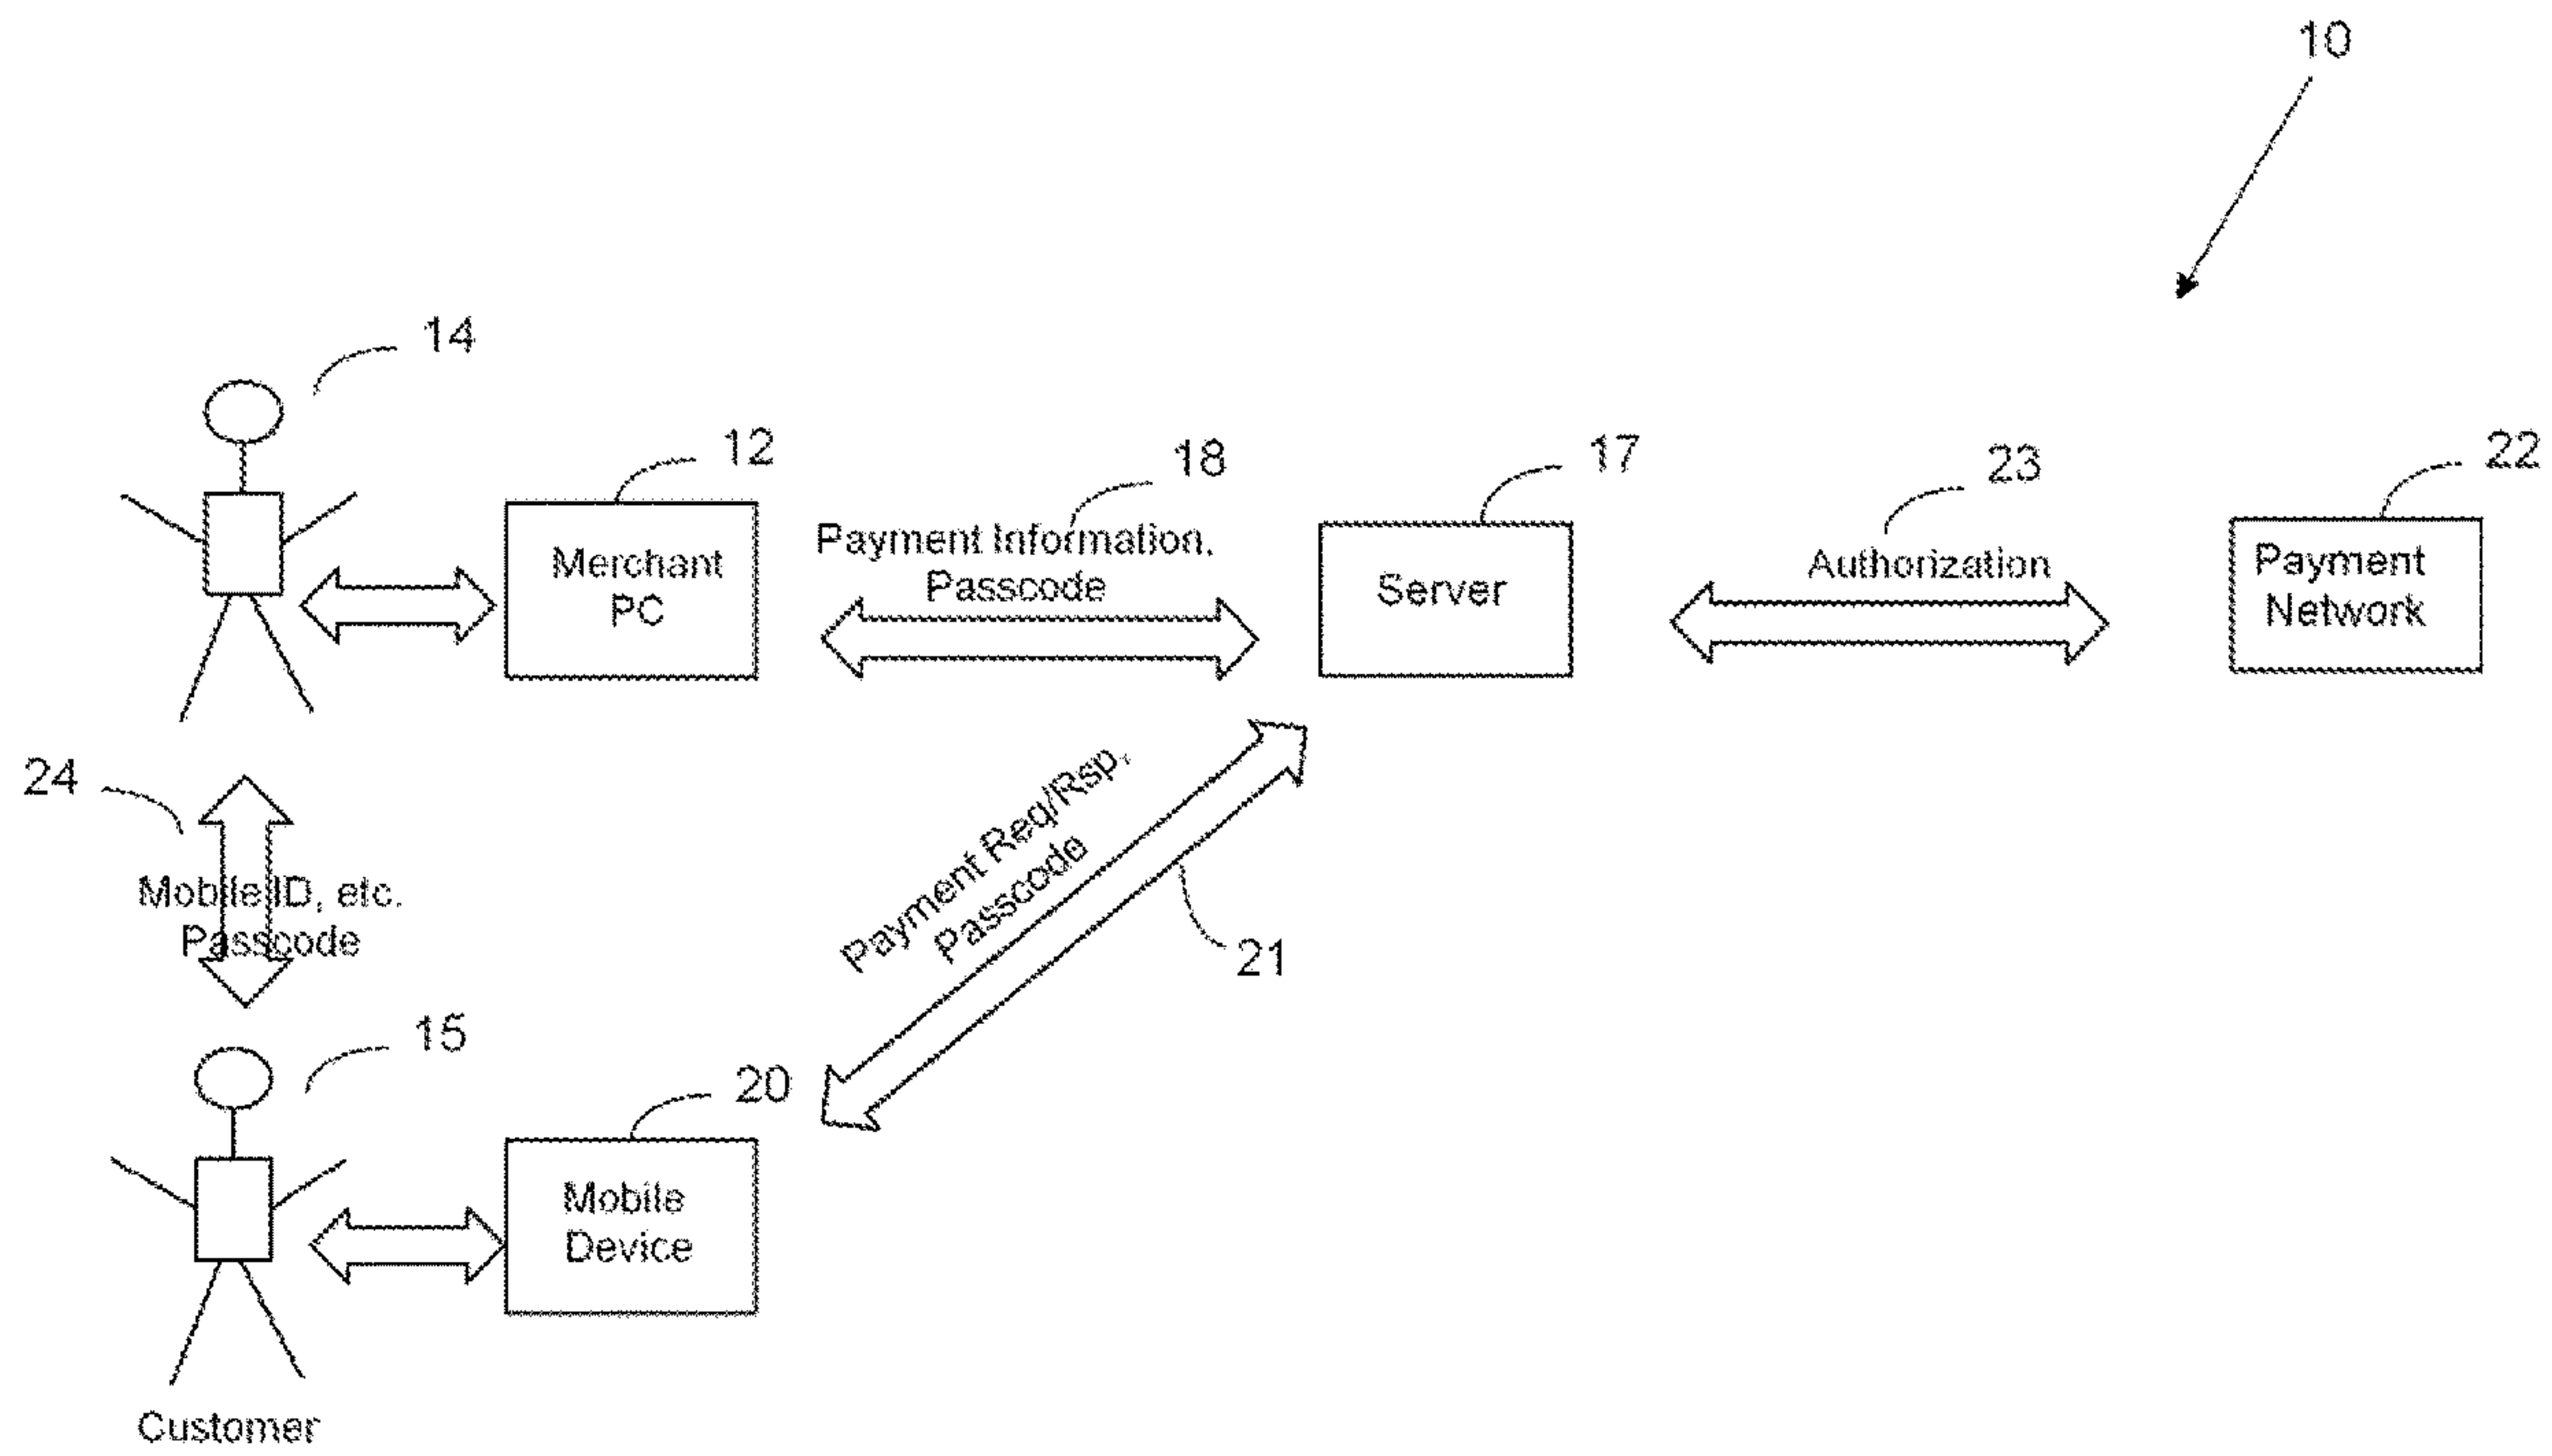 10
14
12
18
17
23
22
Merchant
PC
Payment Information,
Passcode
Server
Authorization
Payment
Network
24
Mobile ID, etc.
Passcode
Payment Req/Rsp,
Passcode
21
15
20
Mobile
Device
Customer